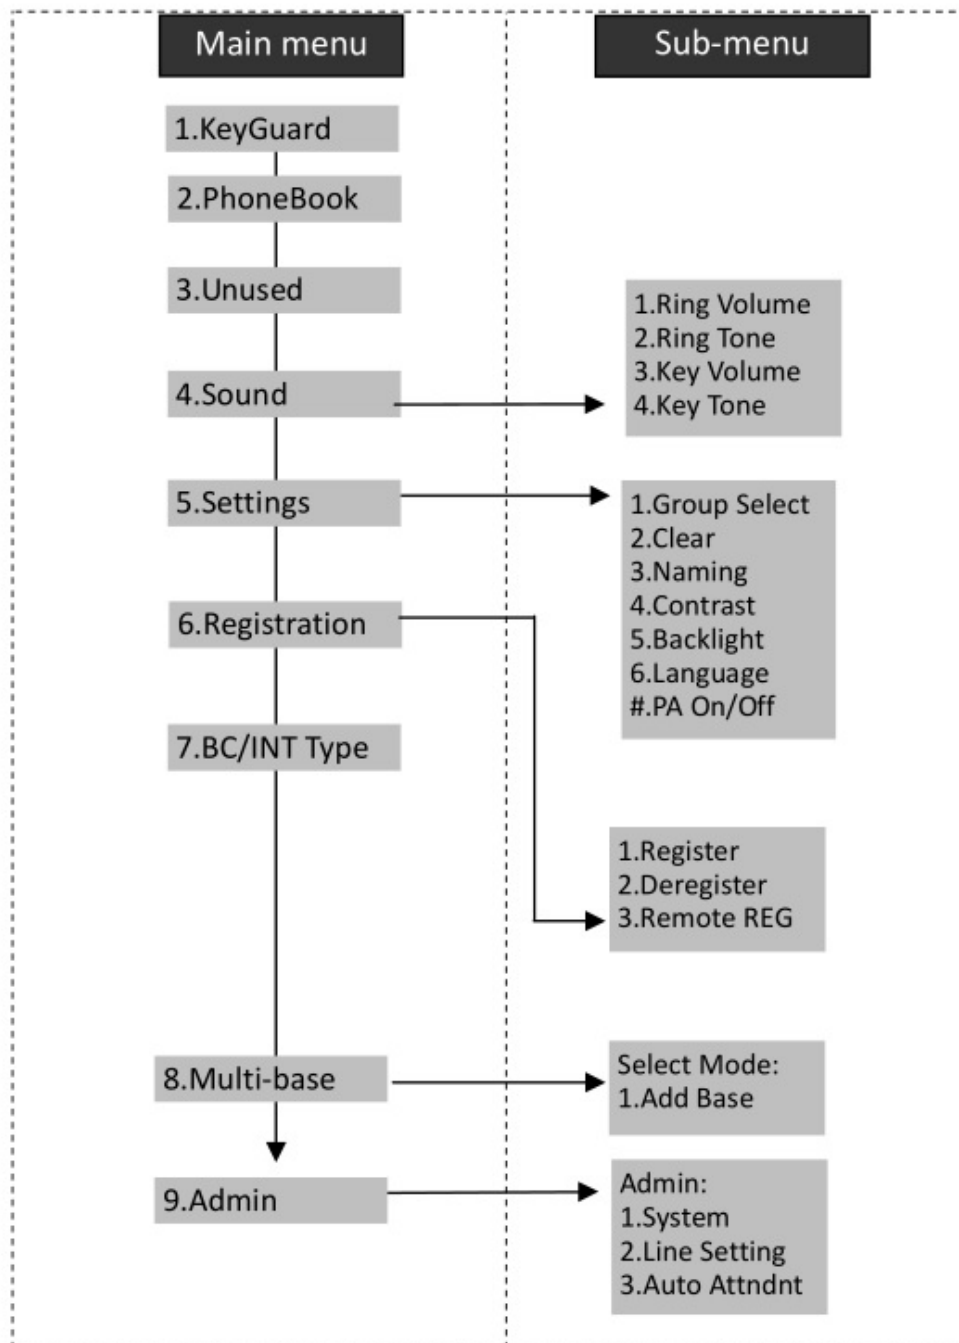 Main menu
Sub-menu
1.KeyGuard
2.PhoneBook
3.Unused
4.Sound
1.Ring Volume
2.Ring Tone
3.Key Volume
4.Key Tone
5.Settings
1.Group Select
2.Clear
3.Naming
4.Contrast
5.Backlight
6.Language
#.PA On/Off
6.Registration
1.Register
2.Deregister
3.Remote REG
7.BC/INT Type
8.Multi-base
Select Mode:
1.Add Base
9.Admin
Admin:
1.System
2.Line Setting
3.Auto Attndnt